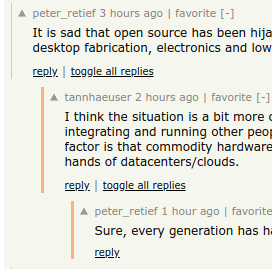 peter_retief 3 hours ago | favorite [-]
It is sad that open source has been hija
desktop fabrication, electronics and low
reply | toggle all replies
tannhaeuser 2 hours ago | favorite [-]
I think the situation is a bit more
integrating and running other peop
factor is that commodity hardware
hands of datacenters/clouds.
reply | toggle all replies
peter_retief 1 hour ago | favorite
Sure, every generation has ha
reply